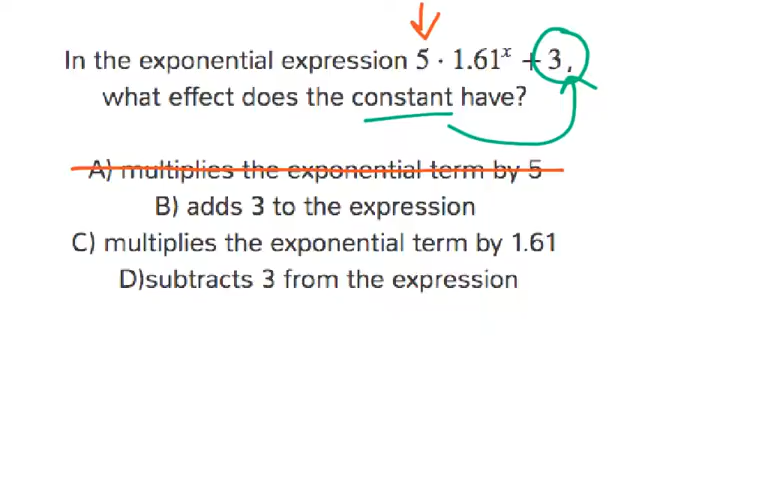 In the exponential expression 5 · 1.61ˣ + 3,
what effect does the constant have?
A) multiplies the exponential term by 5
B) adds 3 to the expression
C) multiplies the exponential term by 1.61
D)subtracts 3 from the expression